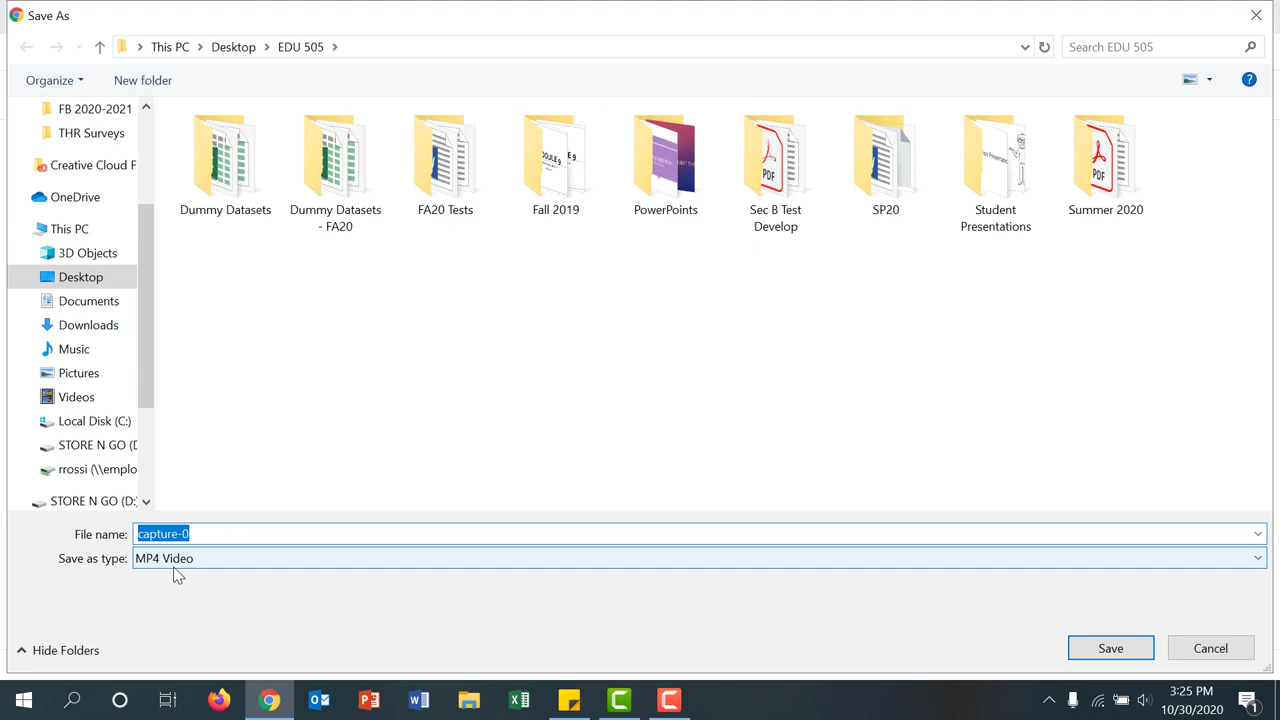 Save As
This PC
Desktop
EDU 505
Search EDU 505
Organize
New folder
FB 2020-2021
THR Surveys
Creative Cloud F
OneDrive
This PC
3D Objects
Desktop
Documents
Downloads
Music
Pictures
Videos
Local Disk (C:)
STORE N GO (D
rrossi (\\emplo
STORE N GO (D:)
Dummy Datasets
Dummy Datasets
- FA20
FA20 Tests
Fall 2019
PowerPoints
PDF
Sec B Test
Develop
SP20
Student
Presentations
PDF
Summer 2020
File name: capture-0
Save as type: MP4 Video
Hide Folders
Save
Cancel
3:25 PM
10/30/2020
1